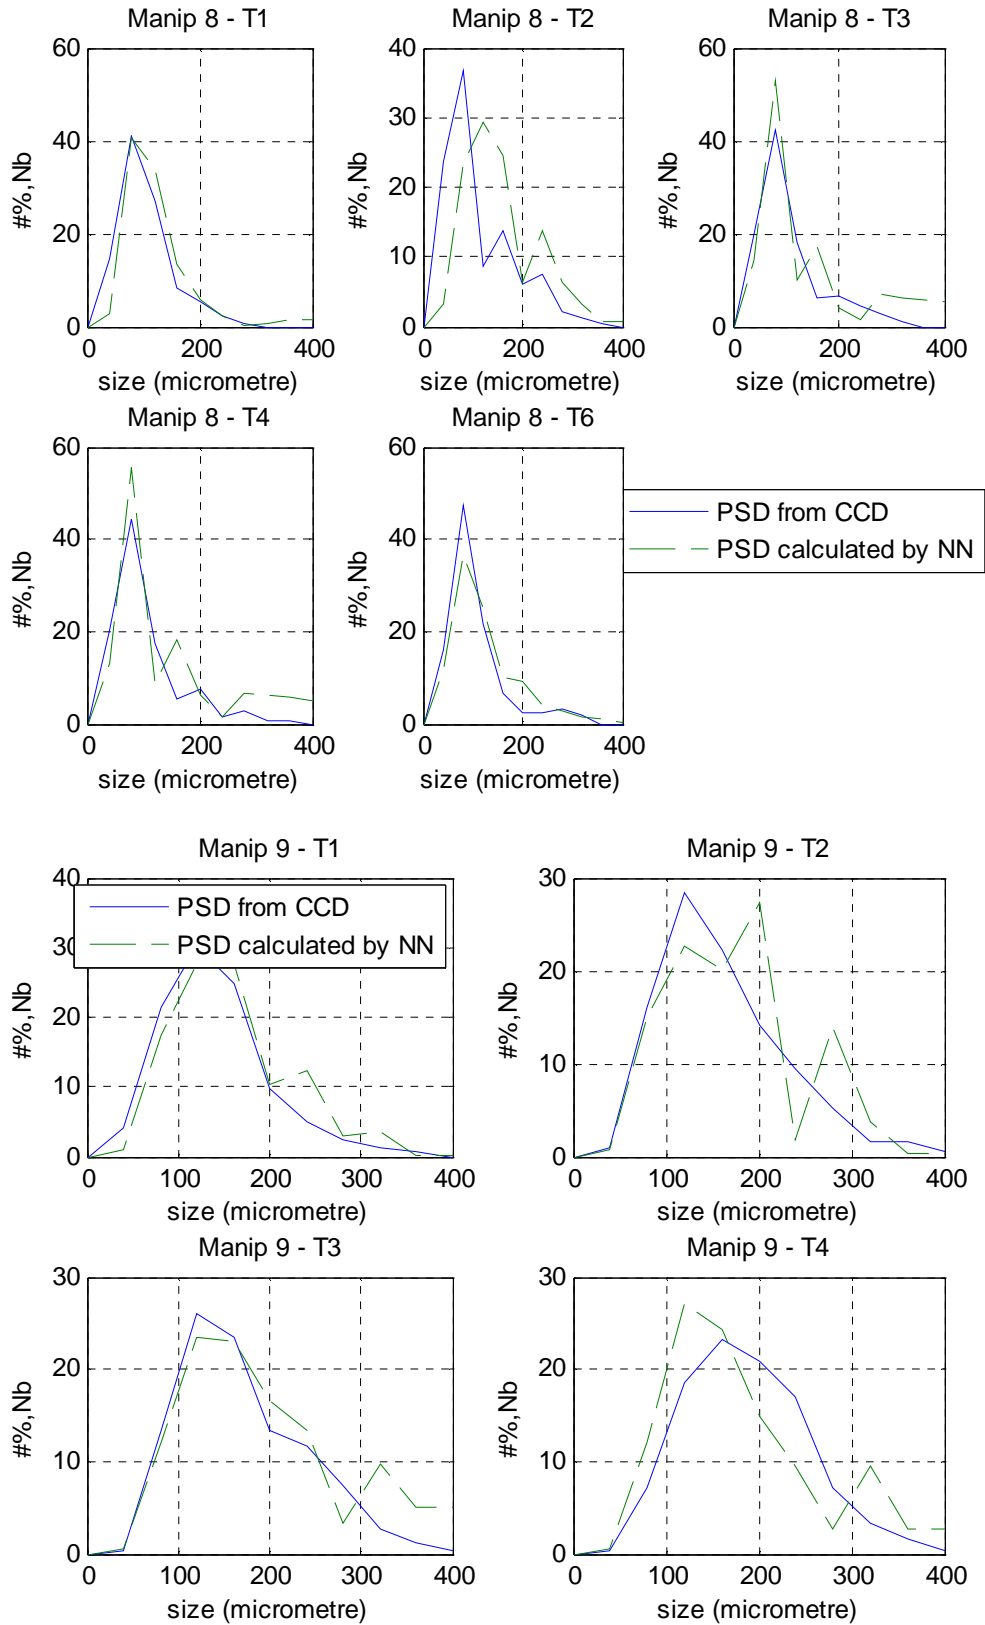 Manip 8 - T1
Manip 8 - T2
Manip 8 - T3
60
40
20
0
#%,Nb
0 200 400
size (micrometre)
40
30
20
10
0
#%,Nb
0 200 400
size (micrometre)
60
40
20
0
#%,Nb
0 200 400
size (micrometre)
Manip 8 - T4
Manip 8 - T6
60
40
20
0
#%,Nb
0 200 400
size (micrometre)
60
40
20
0
#%,Nb
0 200 400
size (micrometre)
PSD from CCD
PSD calculated by NN
Manip 9 - T1
40
30
20
10
0
#%,Nb
PSD from CCD
PSD calculated by NN
0 100 200 300 400
size (micrometre)
Manip 9 - T2
30
20
10
0
#%,Nb
0 100 200 300 400
size (micrometre)
Manip 9 - T3
30
20
10
0
#%,Nb
0 100 200 300 400
size (micrometre)
Manip 9 - T4
30
20
10
0
#%,Nb
0 100 200 300 400
size (micrometre)